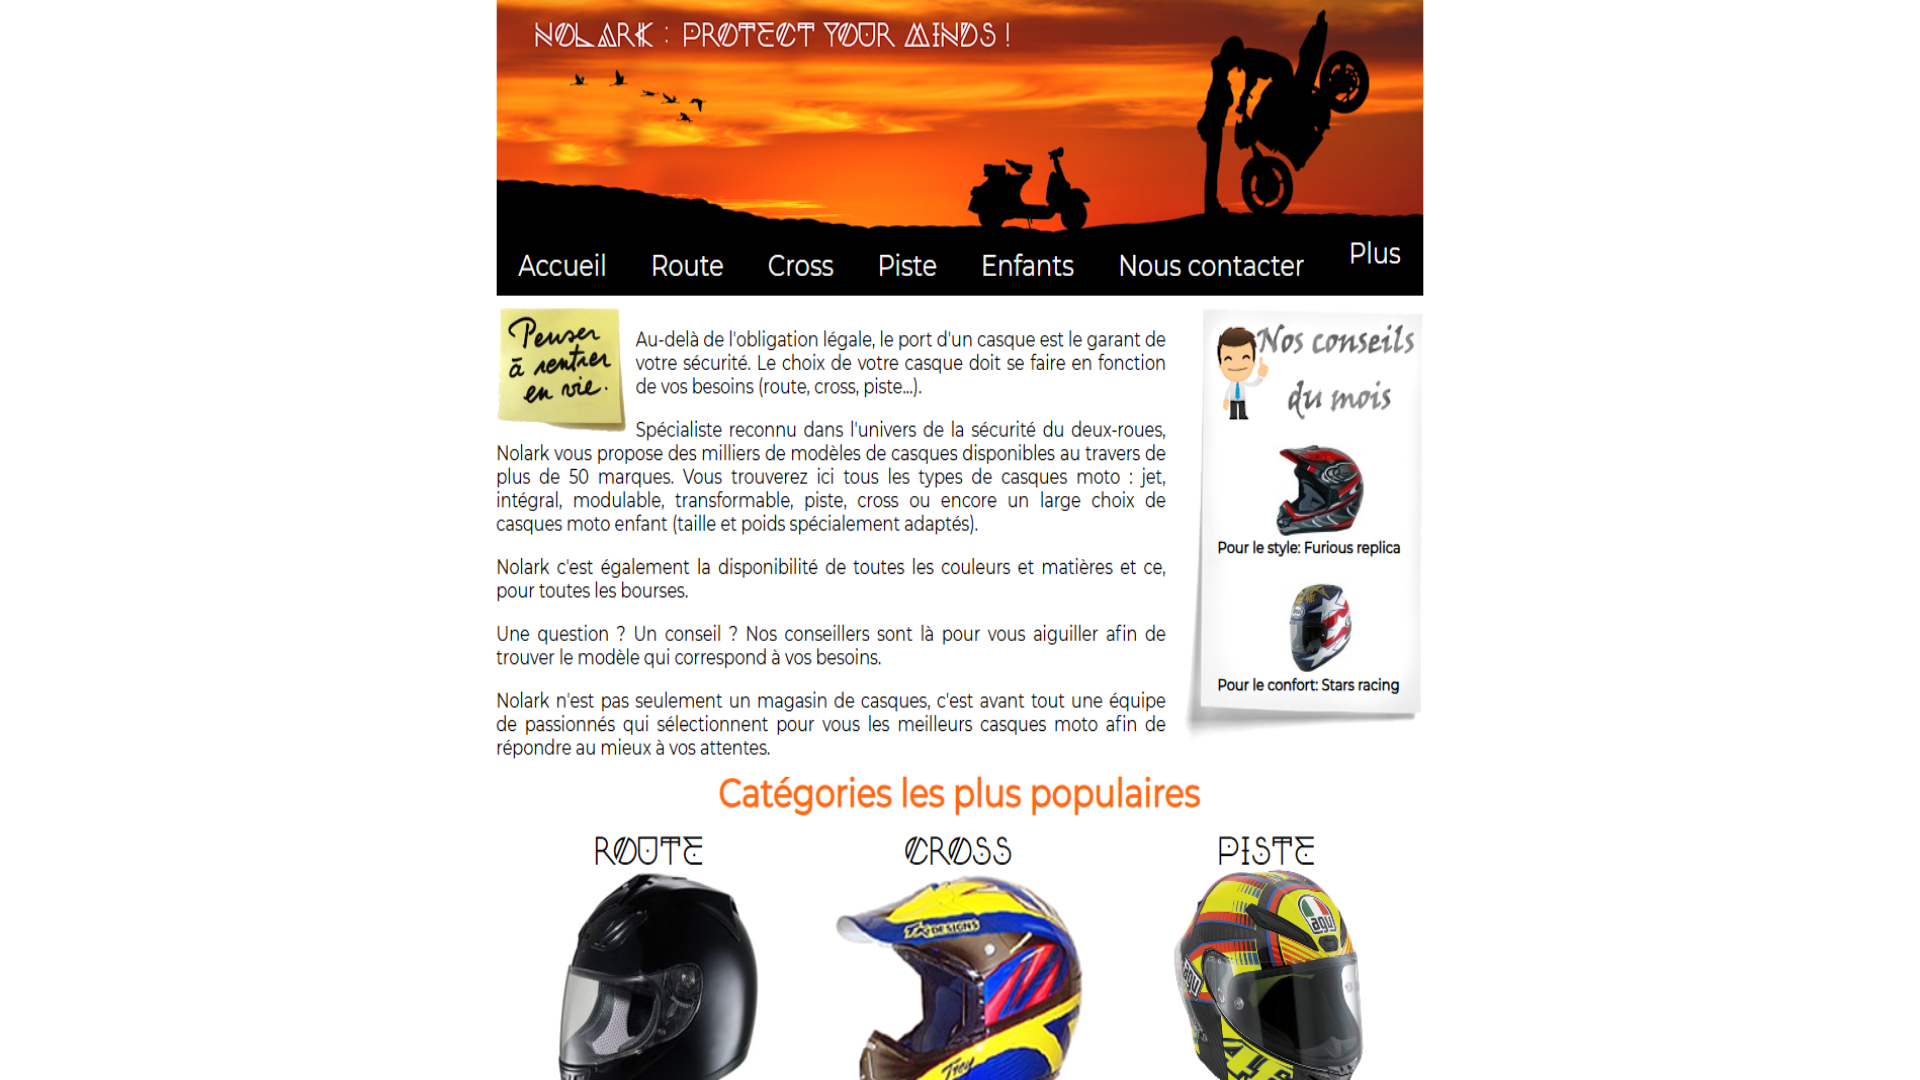 NOLARK : PROTECT YOUR MINDS !
Accueil Route Cross Piste Enfants Nous contacter Plus
Penser
à rentrer
en vie.
Au-delà de l'obligation légale, le port d'un casque est le garant de
votre sécurité. Le choix de votre casque doit se faire en fonction
de vos besoins (route, cross, piste...).
Spécialiste reconnu dans l'univers de la sécurité du deux-roues,
Nolark vous propose des milliers de modèles de casques disponibles au travers de
plus de 50 marques. Vous trouverez ici tous les types de casques moto : jet,
intégral, modulable, transformable, piste, cross ou encore un large choix de
casques moto enfant (taille et poids spécialement adaptés).
Nolark c'est également la disponibilité de toutes les couleurs et matières et ce,
pour toutes les bourses.
Une question ? Un conseil ? Nos conseillers sont là pour vous aiguiller afin de
trouver le modèle qui correspond à vos besoins.
Nolark n'est pas seulement un magasin de casques, c'est avant tout une équipe
de passionnés qui sélectionnent pour vous les meilleurs casques moto afin de
répondre au mieux à vos attentes.
Nos conseils
du mois
Pour le style: Furious replica
Pour le confort: Stars racing
Catégories les plus populaires
ROUTE
CROSS
PISTE
DESIGNS
Troy
agv
agv
46